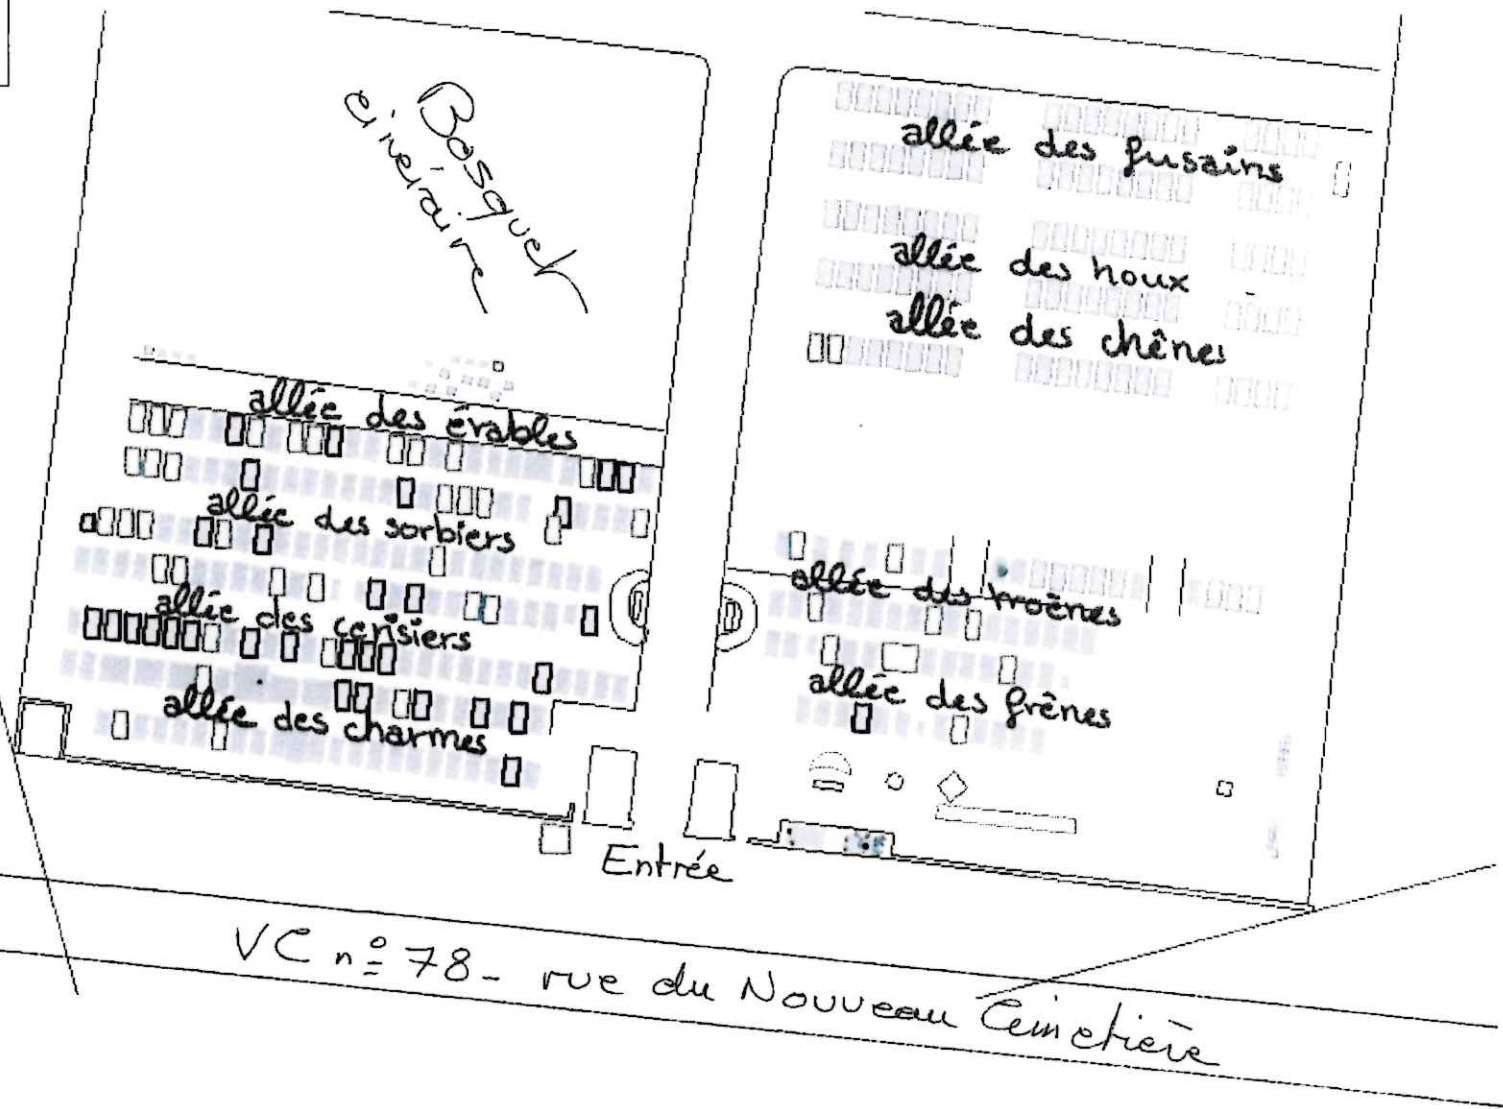 Bosquet
cinéraire
allée des érables
allée des sorbiers
allée des cerisiers
allée des charmes
allée des fusains
allée des houx
allée des chênes
allée des troènes
allée des frênes
Entrée
VC n° 78 - rue du Nouveau Cimetière